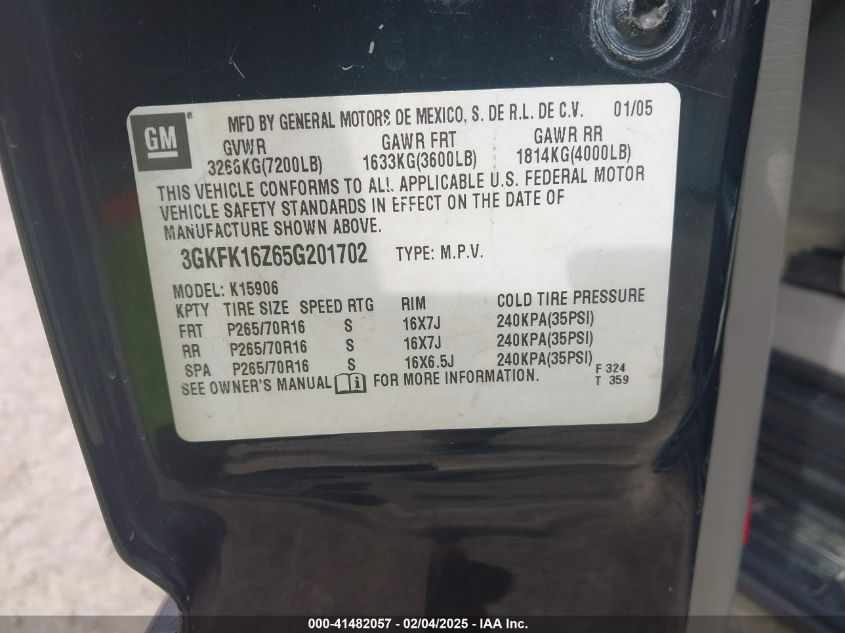 GM
MFD BY GENERAL MOTORS DE MEXICO, S. DE R.L. DE C.V. 01/05
GVWR GAWR FRT GAWR RR
3266KG(7200LB) 1633KG(3600LB) 1814KG(4000LB)
THIS VEHICLE CONFORMS TO ALL APPLICABLE U.S. FEDERAL MOTOR
VEHICLE SAFETY STANDARDS IN EFFECT ON THE DATE OF
MANUFACTURE SHOWN ABOVE.
3GKFK16Z65G201702 TYPE: M.P.V.
MODEL: K15906
KPTY TIRE SIZE SPEED RTG RIM COLD TIRE PRESSURE
FRT P265/70R16 S 16X7J 240KPA(35PSI)
RR P265/70R16 S 16X7J 240KPA(35PSI)
SPA P265/70R16 S 16X6.5J 240KPA(35PSI)
SEE OWNER'S MANUAL i FOR MORE INFORMATION.
F 324
T 359
000-41482057 - 02/04/2025 - IAA Inc.